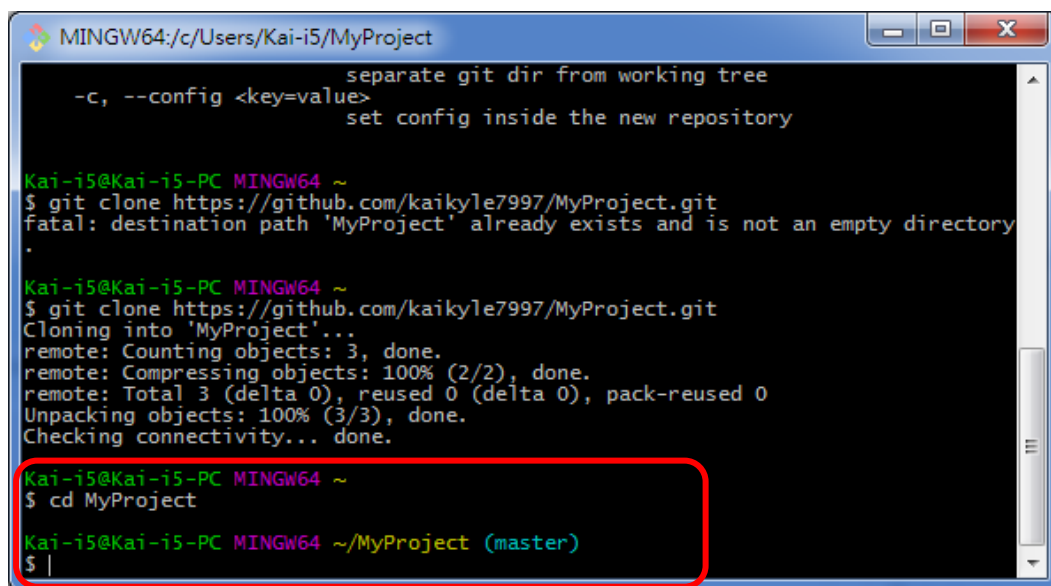 MINGW64:/c/Users/Kai-i5/MyProject
separate git dir from working tree
-c, --config <key=value>
set config inside the new repository
Kai-i5@Kai-i5-PC MINGW64 ~
$ git clone https://github.com/kaikyle7997/MyProject.git
fatal: destination path 'MyProject' already exists and is not an empty directory
.
Kai-i5@Kai-i5-PC MINGW64 ~
$ git clone https://github.com/kaikyle7997/MyProject.git
Cloning into 'MyProject'...
remote: Counting objects: 3, done.
remote: Compressing objects: 100% (2/2), done.
remote: Total 3 (delta 0), reused 0 (delta 0), pack-reused 0
Unpacking objects: 100% (3/3), done.
Checking connectivity... done.
Kai-i5@Kai-i5-PC MINGW64 ~
$ cd MyProject
Kai-i5@Kai-i5-PC MINGW64 ~/MyProject (master)
$